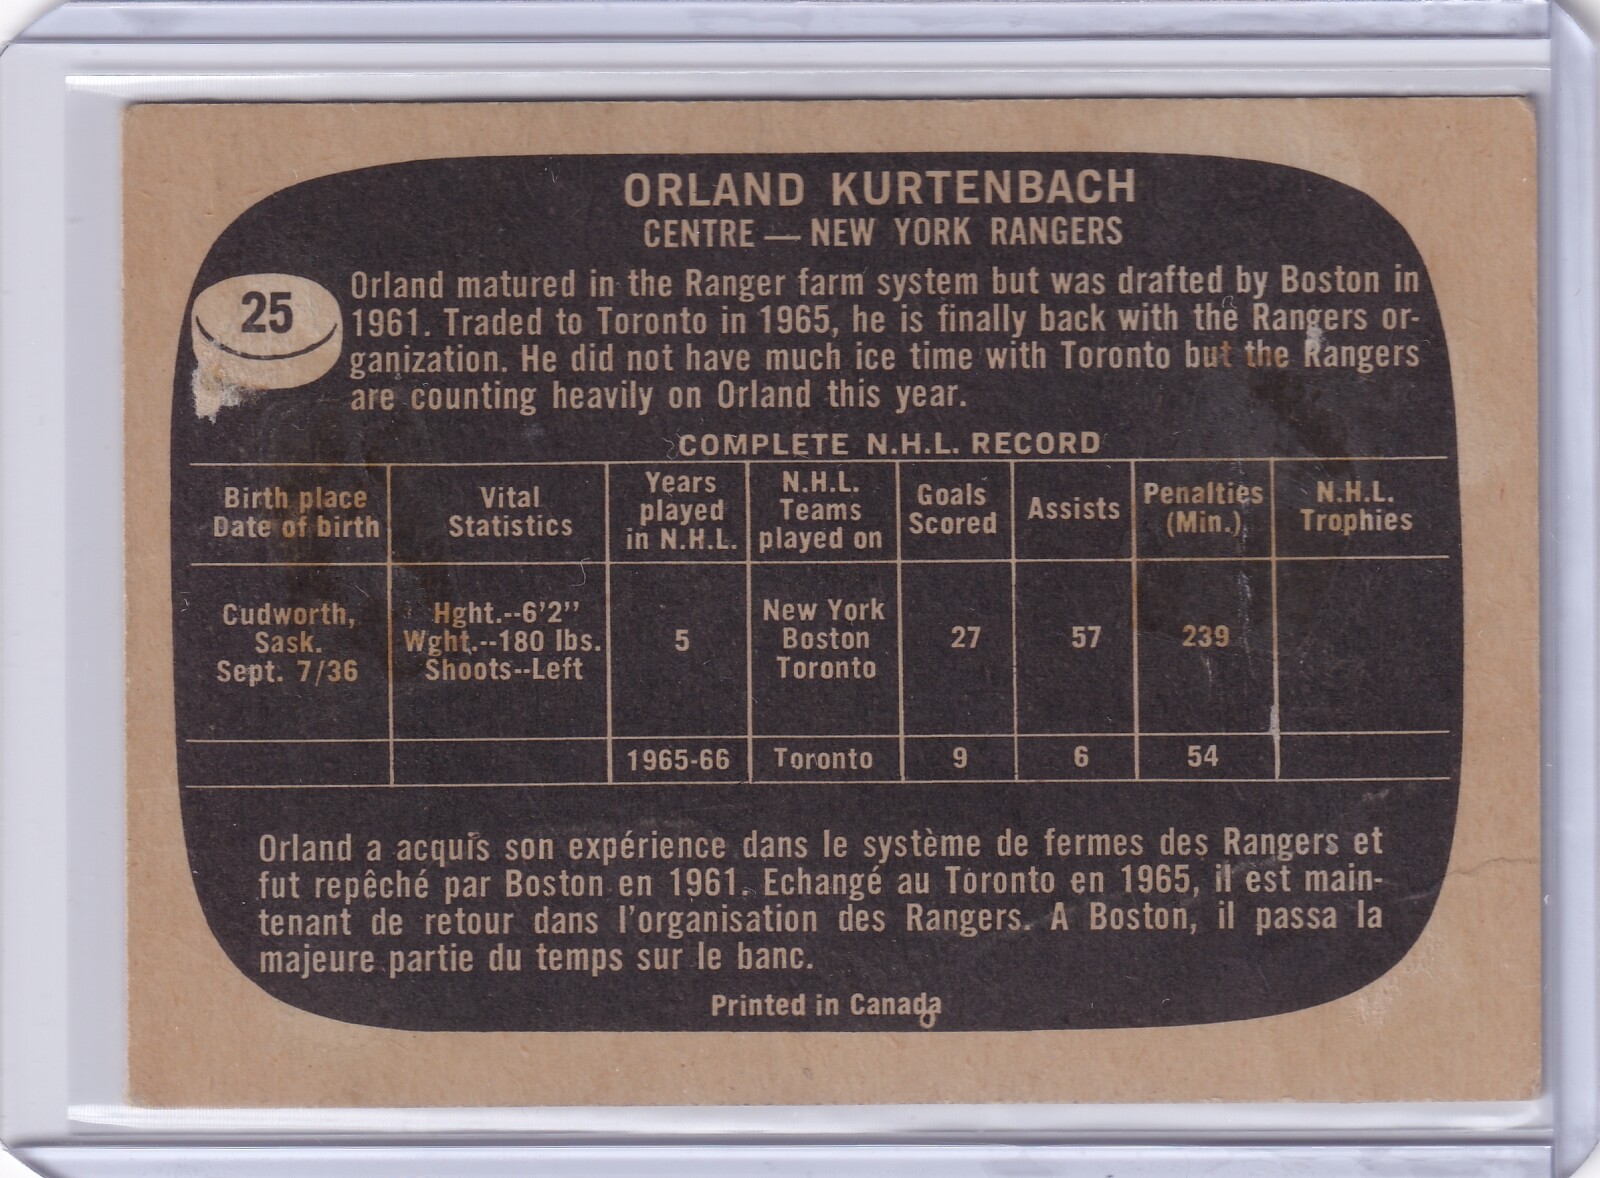 ORLAND KURTENBACH
CENTRE — NEW YORK RANGERS
25
Orland matured in the Ranger farm system but was drafted by Boston in
1961. Traded to Toronto in 1965, he is finally back with the Rangers or-
ganization. He did not have much ice time with Toronto but the Rangers
are counting heavily on Orland this year.
COMPLETE N.H.L. RECORD
Birth place
Date of birth
Vital
Statistics
Years
played
in N.H.L.
N.H.L.
Teams
played on
Goals
Scored
Assists
Penalties
(Min.)
N.H.L.
Trophies
Cudworth,
Sask.
Sept. 7/36
Hght.--6'2''
Wght.--180 lbs.
Shoots--Left
5
New York
Boston
Toronto
27
57
239
1965-66
Toronto
9
6
54
Orland a acquis son expérience dans le système de fermes des Rangers et
fut repêché par Boston en 1961. Echangé au Toronto en 1965, il est main-
tenant de retour dans l'organisation des Rangers. A Boston, il passa la
majeure partie du temps sur le banc.
Printed in Canada